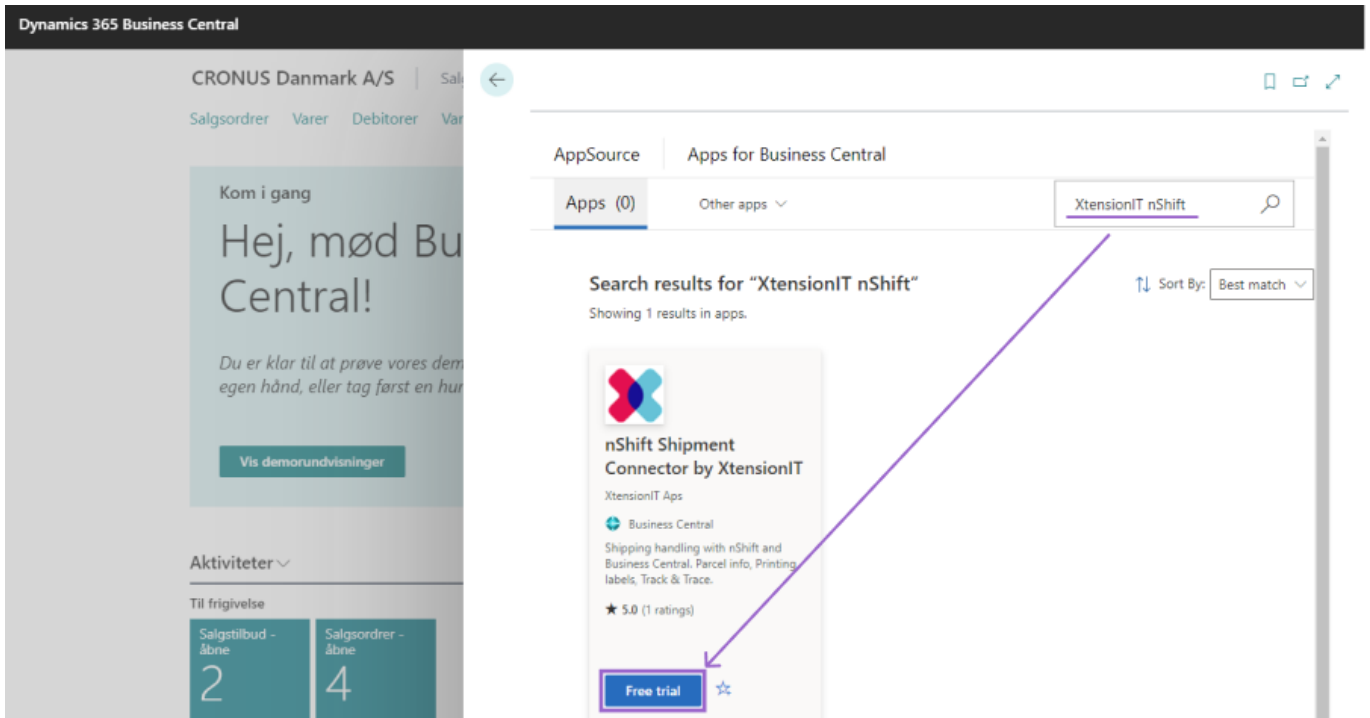 Dynamics 365 Business Central
CRONUS Danmark A/S
Salgsordrer Varer Debitorer
Kom i gang
Hej, mød Bu
Central!
Du er klar til at prøve vores dem
egen hånd, eller tag først en hur
Vis demorundvisninger
Aktiviteter
Til frigivelse
Salgstilbud -
åbne
2
Salgsordrer -
åbne
4
AppSource Apps for Business Central
Apps (0) Other apps
XtensionIT nShift
Search results for “XtensionIT nShift”
Showing 1 results in apps.
Sort By: Best match
nShift Shipment
Connector by XtensionIT
XtensionIT Aps
Business Central
Shipping handling with nShift and
Business Central. Parcel info, Printing
labels, Track & Trace.
★ 5.0 (1 ratings)
Free trial